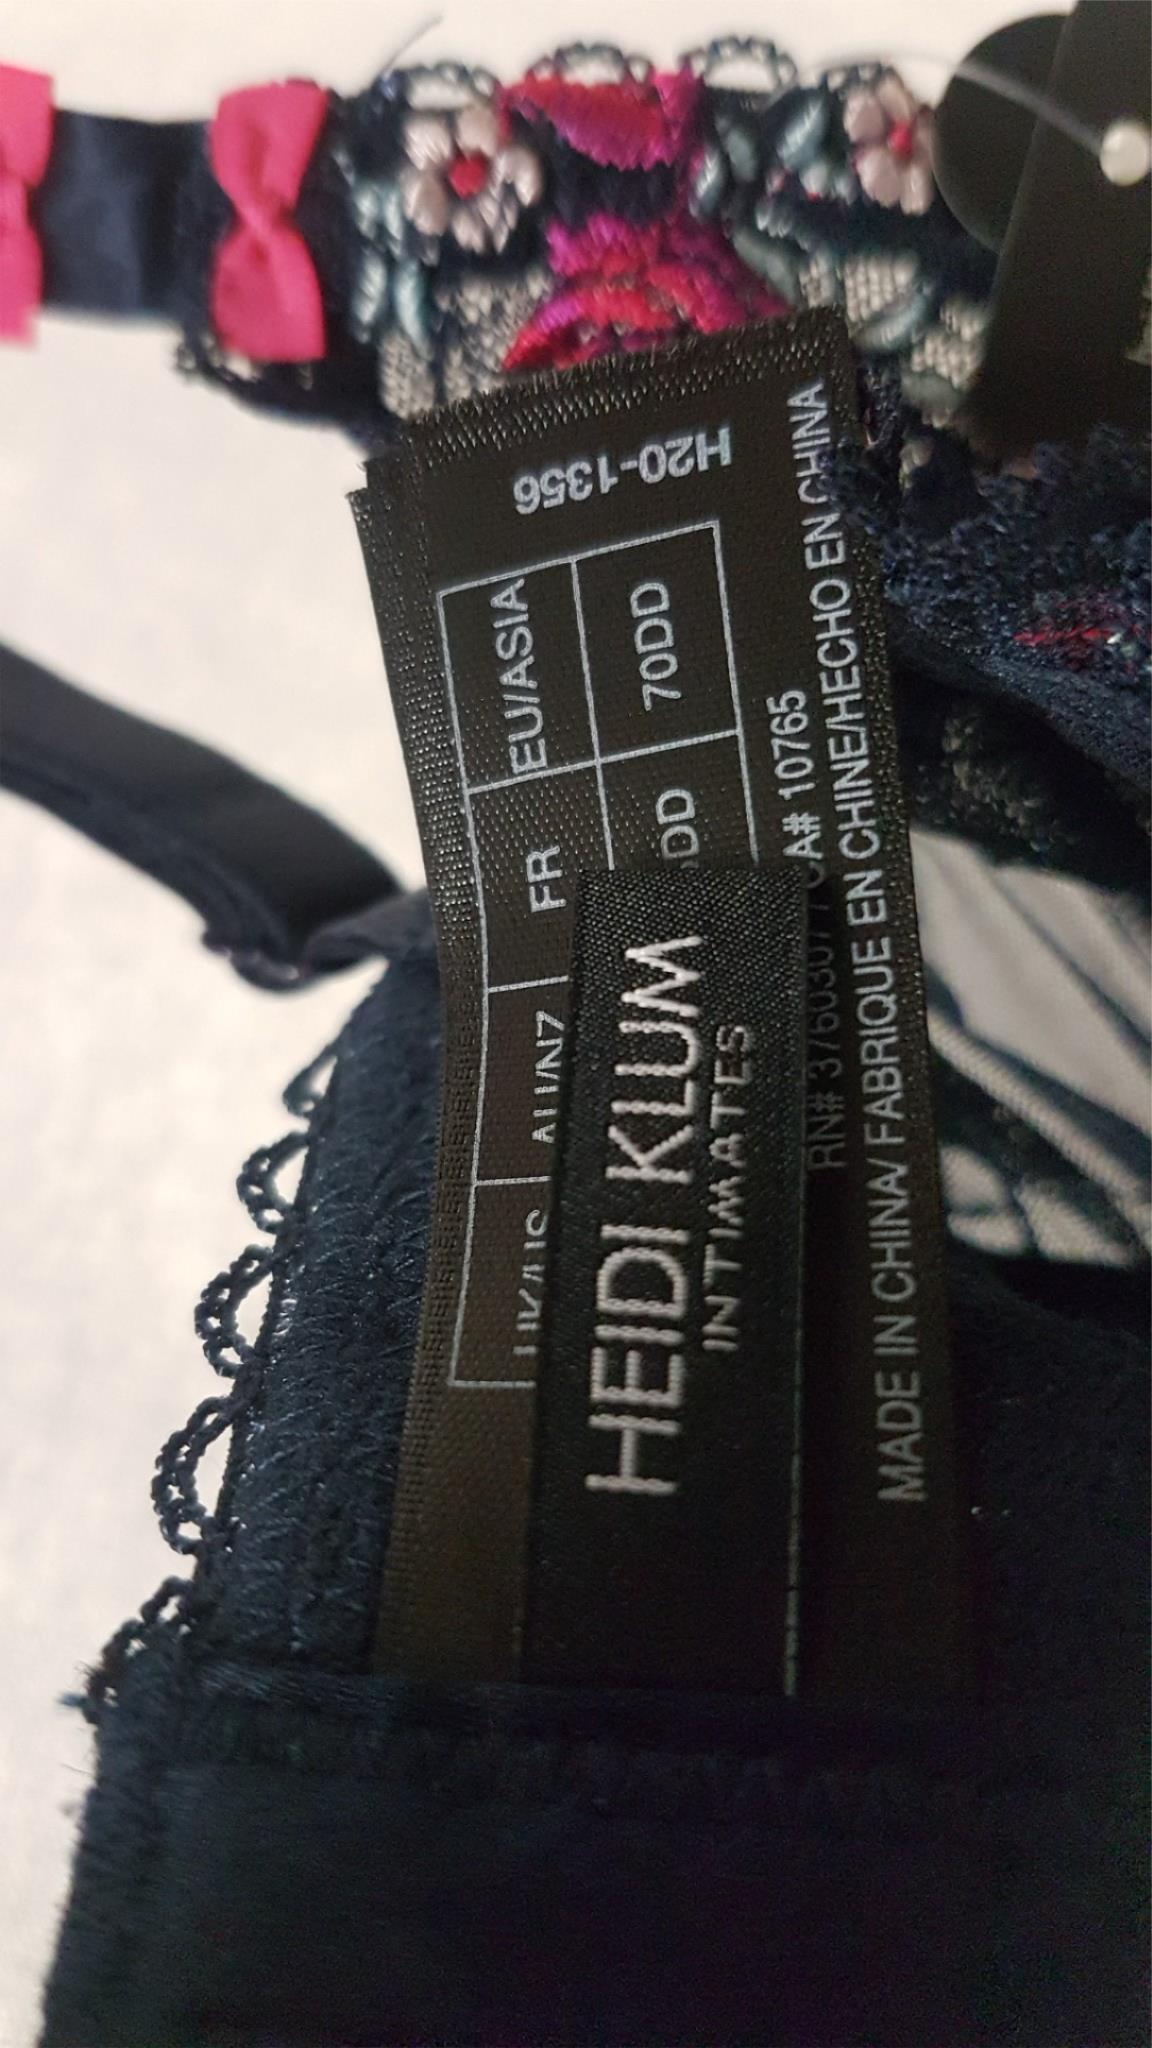 HEIDI KLUM
INTIMATES
FR EU/ASIA
70DD
H20-1356
CA# 10765
MADE IN CHINA/ FABRIQUE EN CHINE/HECHO EN CHINA